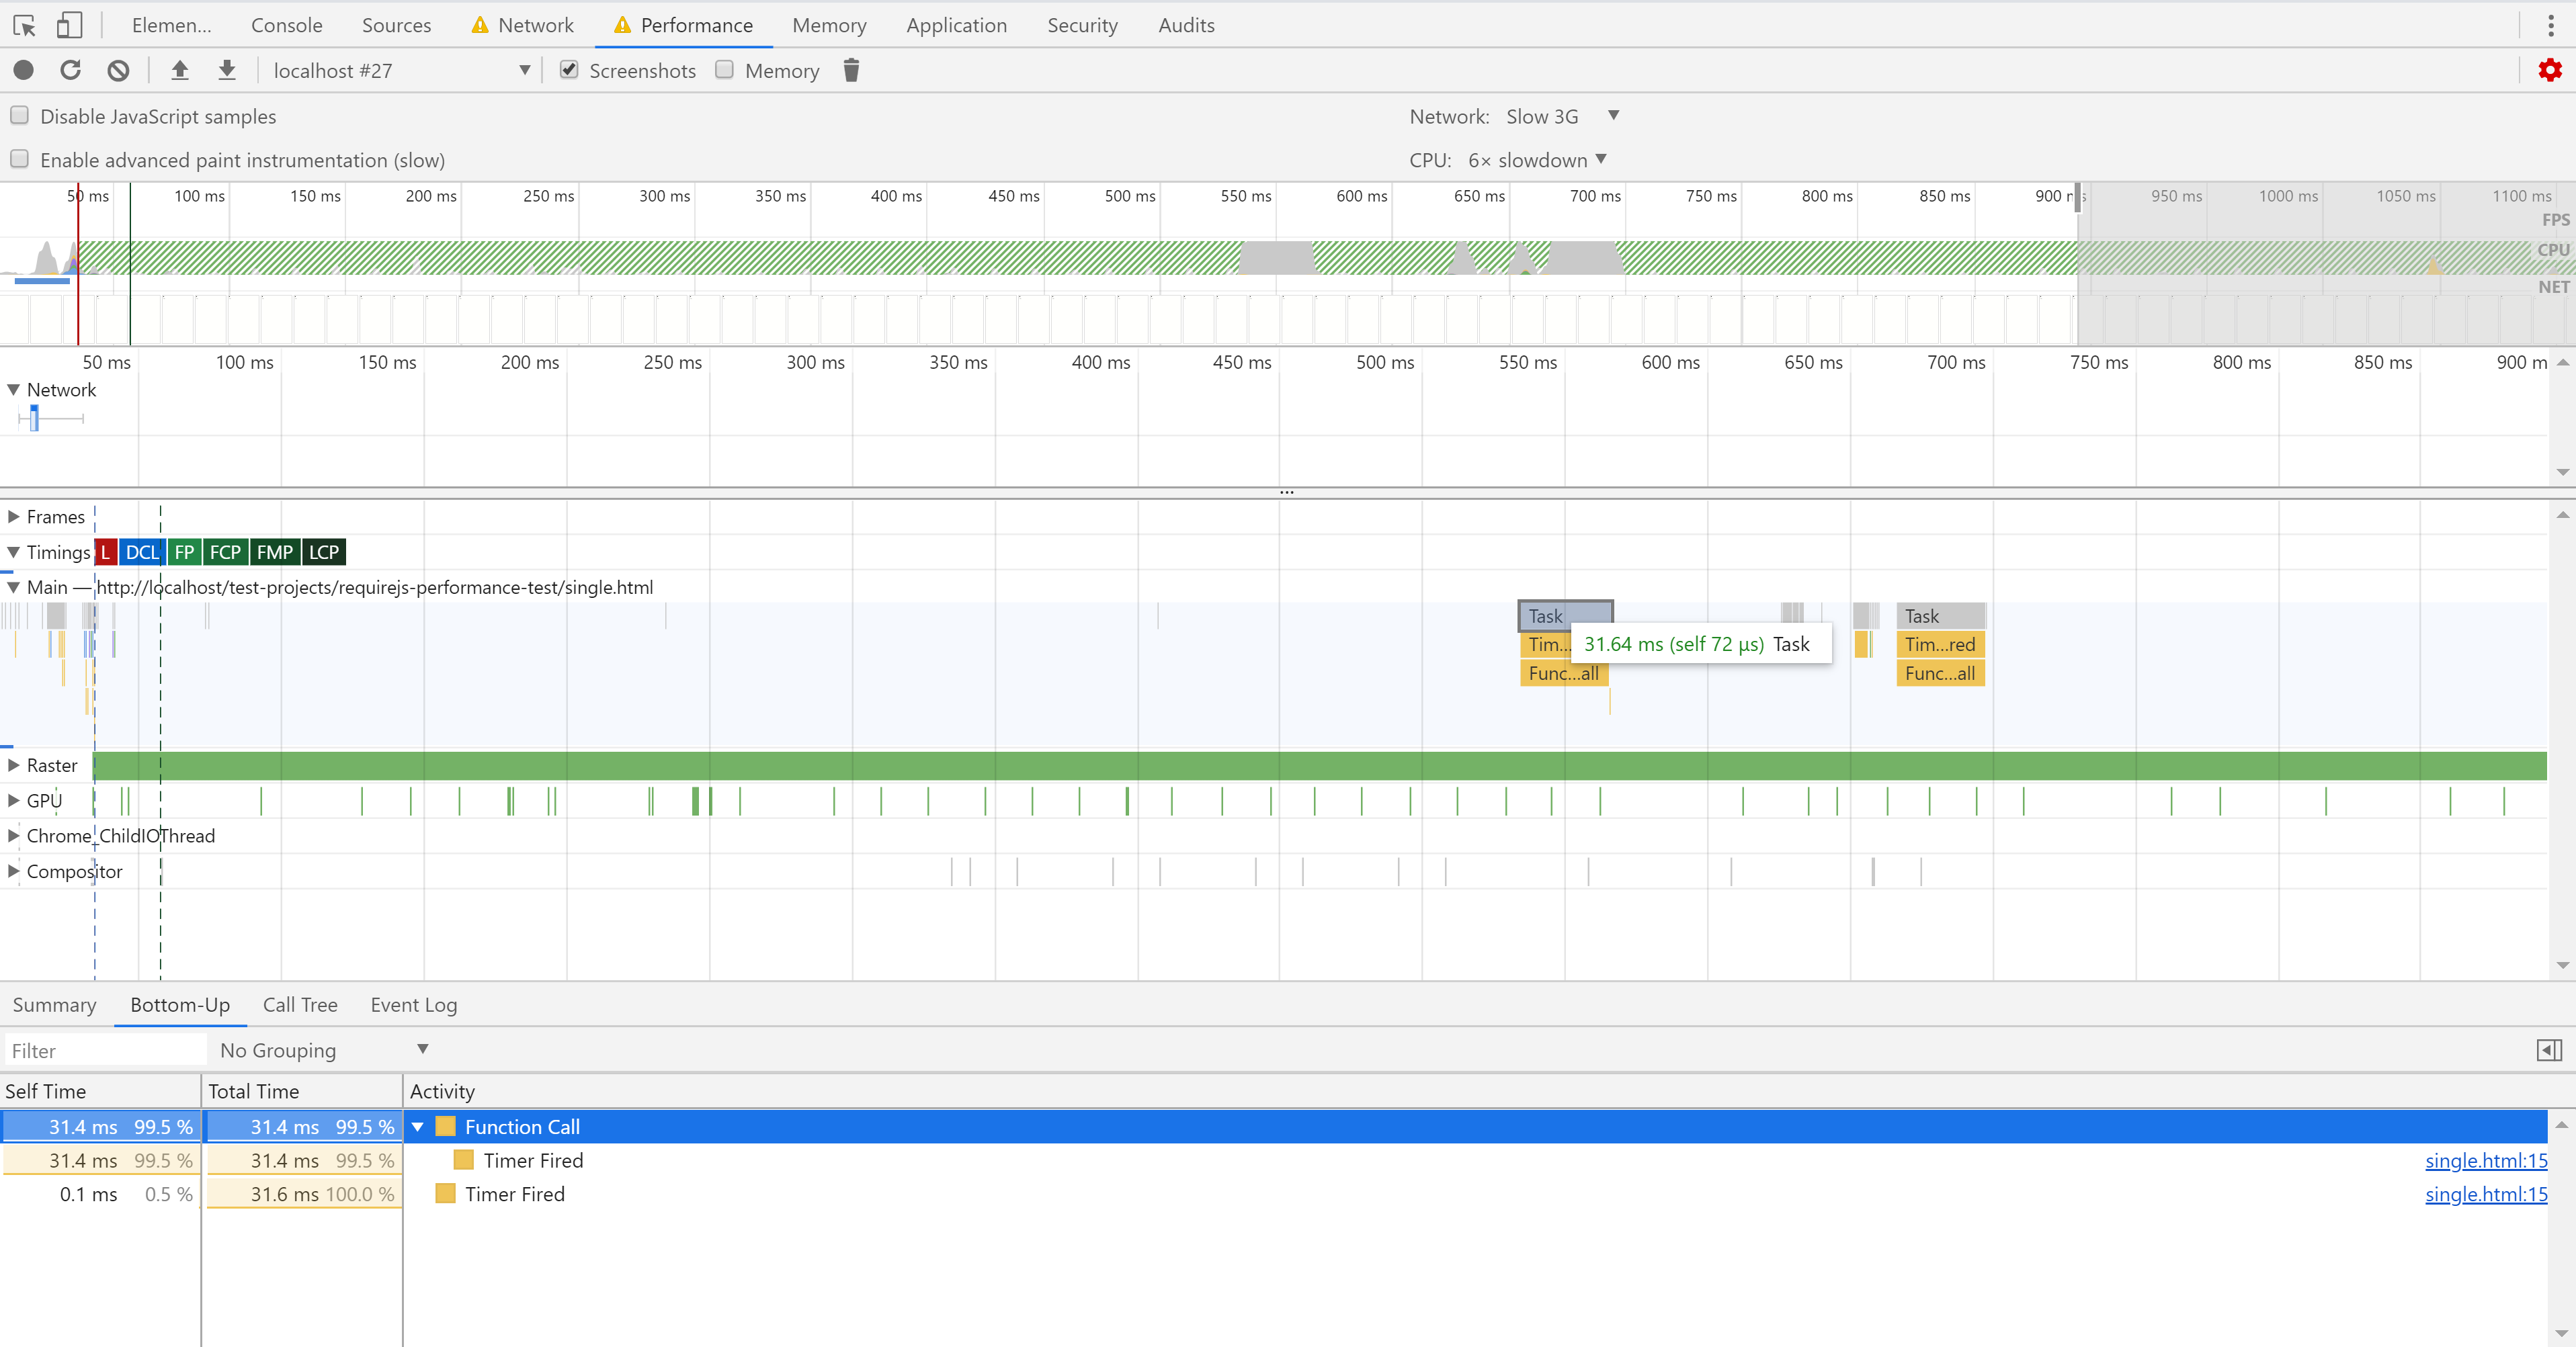 Elemen... Console Sources Network Performance Memory Application Security Audits
localhost #27 Screenshots Memory
Disable JavaScript samples Network: Slow 3G
Enable advanced paint instrumentation (slow) CPU: 6× slowdown
50 ms 100 ms 150 ms 200 ms 250 ms 300 ms 350 ms 400 ms 450 ms 500 ms 550 ms 600 ms 650 ms 700 ms 750 ms 800 ms 850 ms 900 ms 950 ms 1000 ms 1050 ms 1100 ms
FPS
CPU
NET
50 ms 100 ms 150 ms 200 ms 250 ms 300 ms 350 ms 400 ms 450 ms 500 ms 550 ms 600 ms 650 ms 700 ms 750 ms 800 ms 850 ms 900 m
Network
...
Frames
Timings L DCL FP FCP FMP LCP
Main — http://localhost/test-projects/requirejs-performance-test/single.html
Task Task
Tim... 31.64 ms (self 72 μs) Task Tim...red
Func...all Func...all
Raster
GPU
Chrome_ChildIOThread
Compositor
Summary Bottom-Up Call Tree Event Log
Filter No Grouping
Self Time Total Time Activity
31.4 ms 99.5 % 31.4 ms 99.5 % Function Call
31.4 ms 99.5 % 31.4 ms 99.5 % Timer Fired single.html:15
0.1 ms 0.5 % 31.6 ms 100.0 % Timer Fired single.html:15